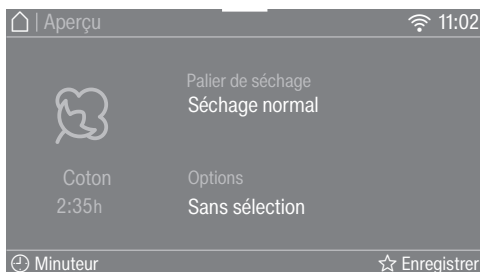 | Aperçu 11:02
Palier de séchage
Séchage normal
Coton
2:35h
Options
Sans sélection
Minuteur Enregistrer